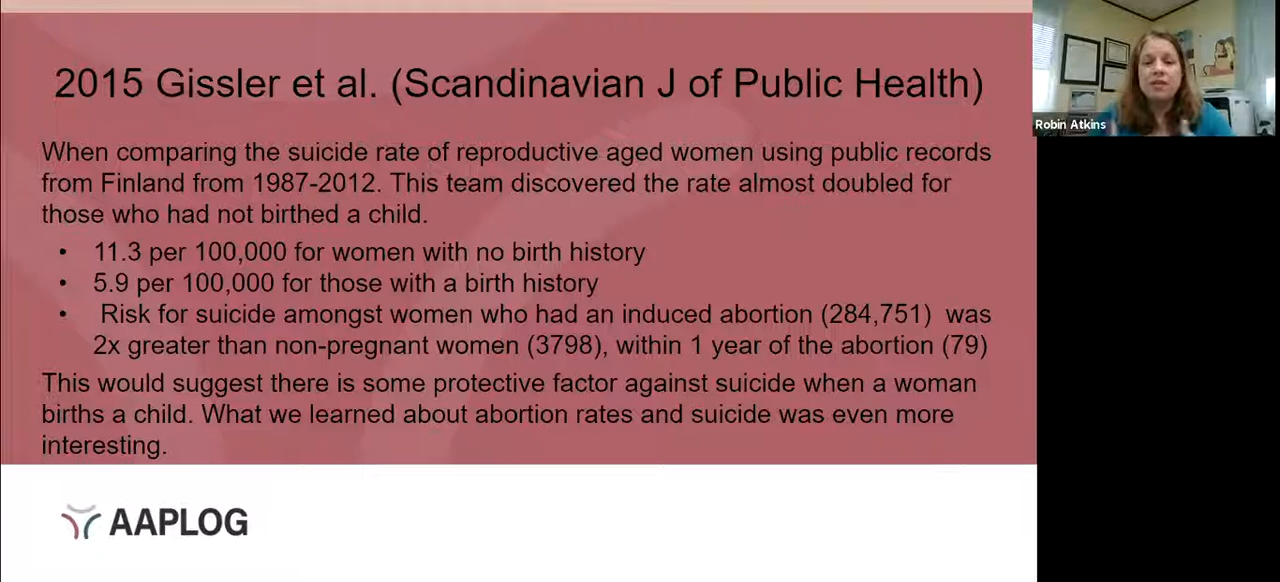 2015 Gissler et al. (Scandinavian J of Public Health)
When comparing the suicide rate of reproductive aged women using public records
from Finland from 1987-2012. This team discovered the rate almost doubled for
those who had not birthed a child.
• 11.3 per 100,000 for women with no birth history
• 5.9 per 100,000 for those with a birth history
• Risk for suicide amongst women who had an induced abortion (284,751) was
2x greater than non-pregnant women (3798), within 1 year of the abortion (79)
This would suggest there is some protective factor against suicide when a woman
births a child. What we learned about abortion rates and suicide was even more
interesting.
AAPLOG
Robin Atkins